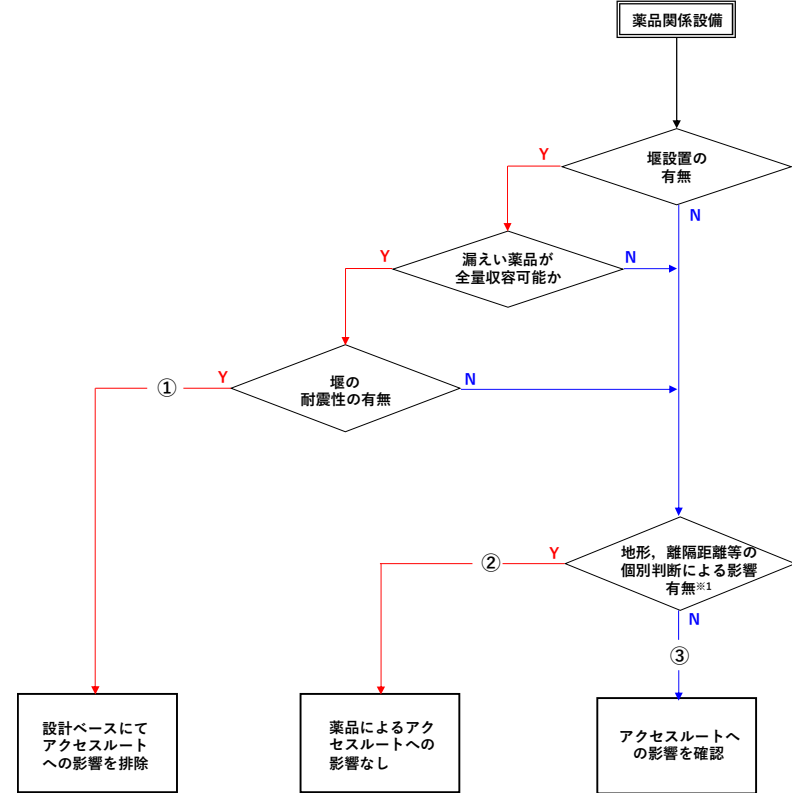 薬品関係設備
堰設置の
有無
Y
N
漏えい薬品が
全量収容可能か
Y
N
堰の
耐震性の有無
Y
N
①
地形，離隔距離等の
個別判断による影響
有無※1
Y
N
②
③
設計ベースにて
アクセスルート
への影響を排除
薬品によるアク
セスルートへの
影響なし
アクセスルートへ
の影響を確認